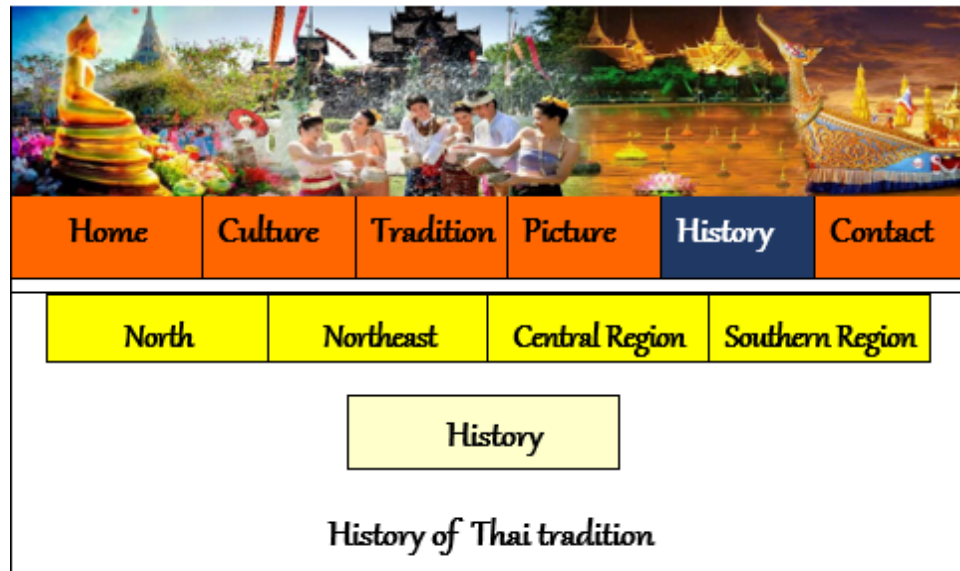 Home Culture Tradition Picture History Contact
North Northeast Central Region Southern Region
History
History of Thai tradition